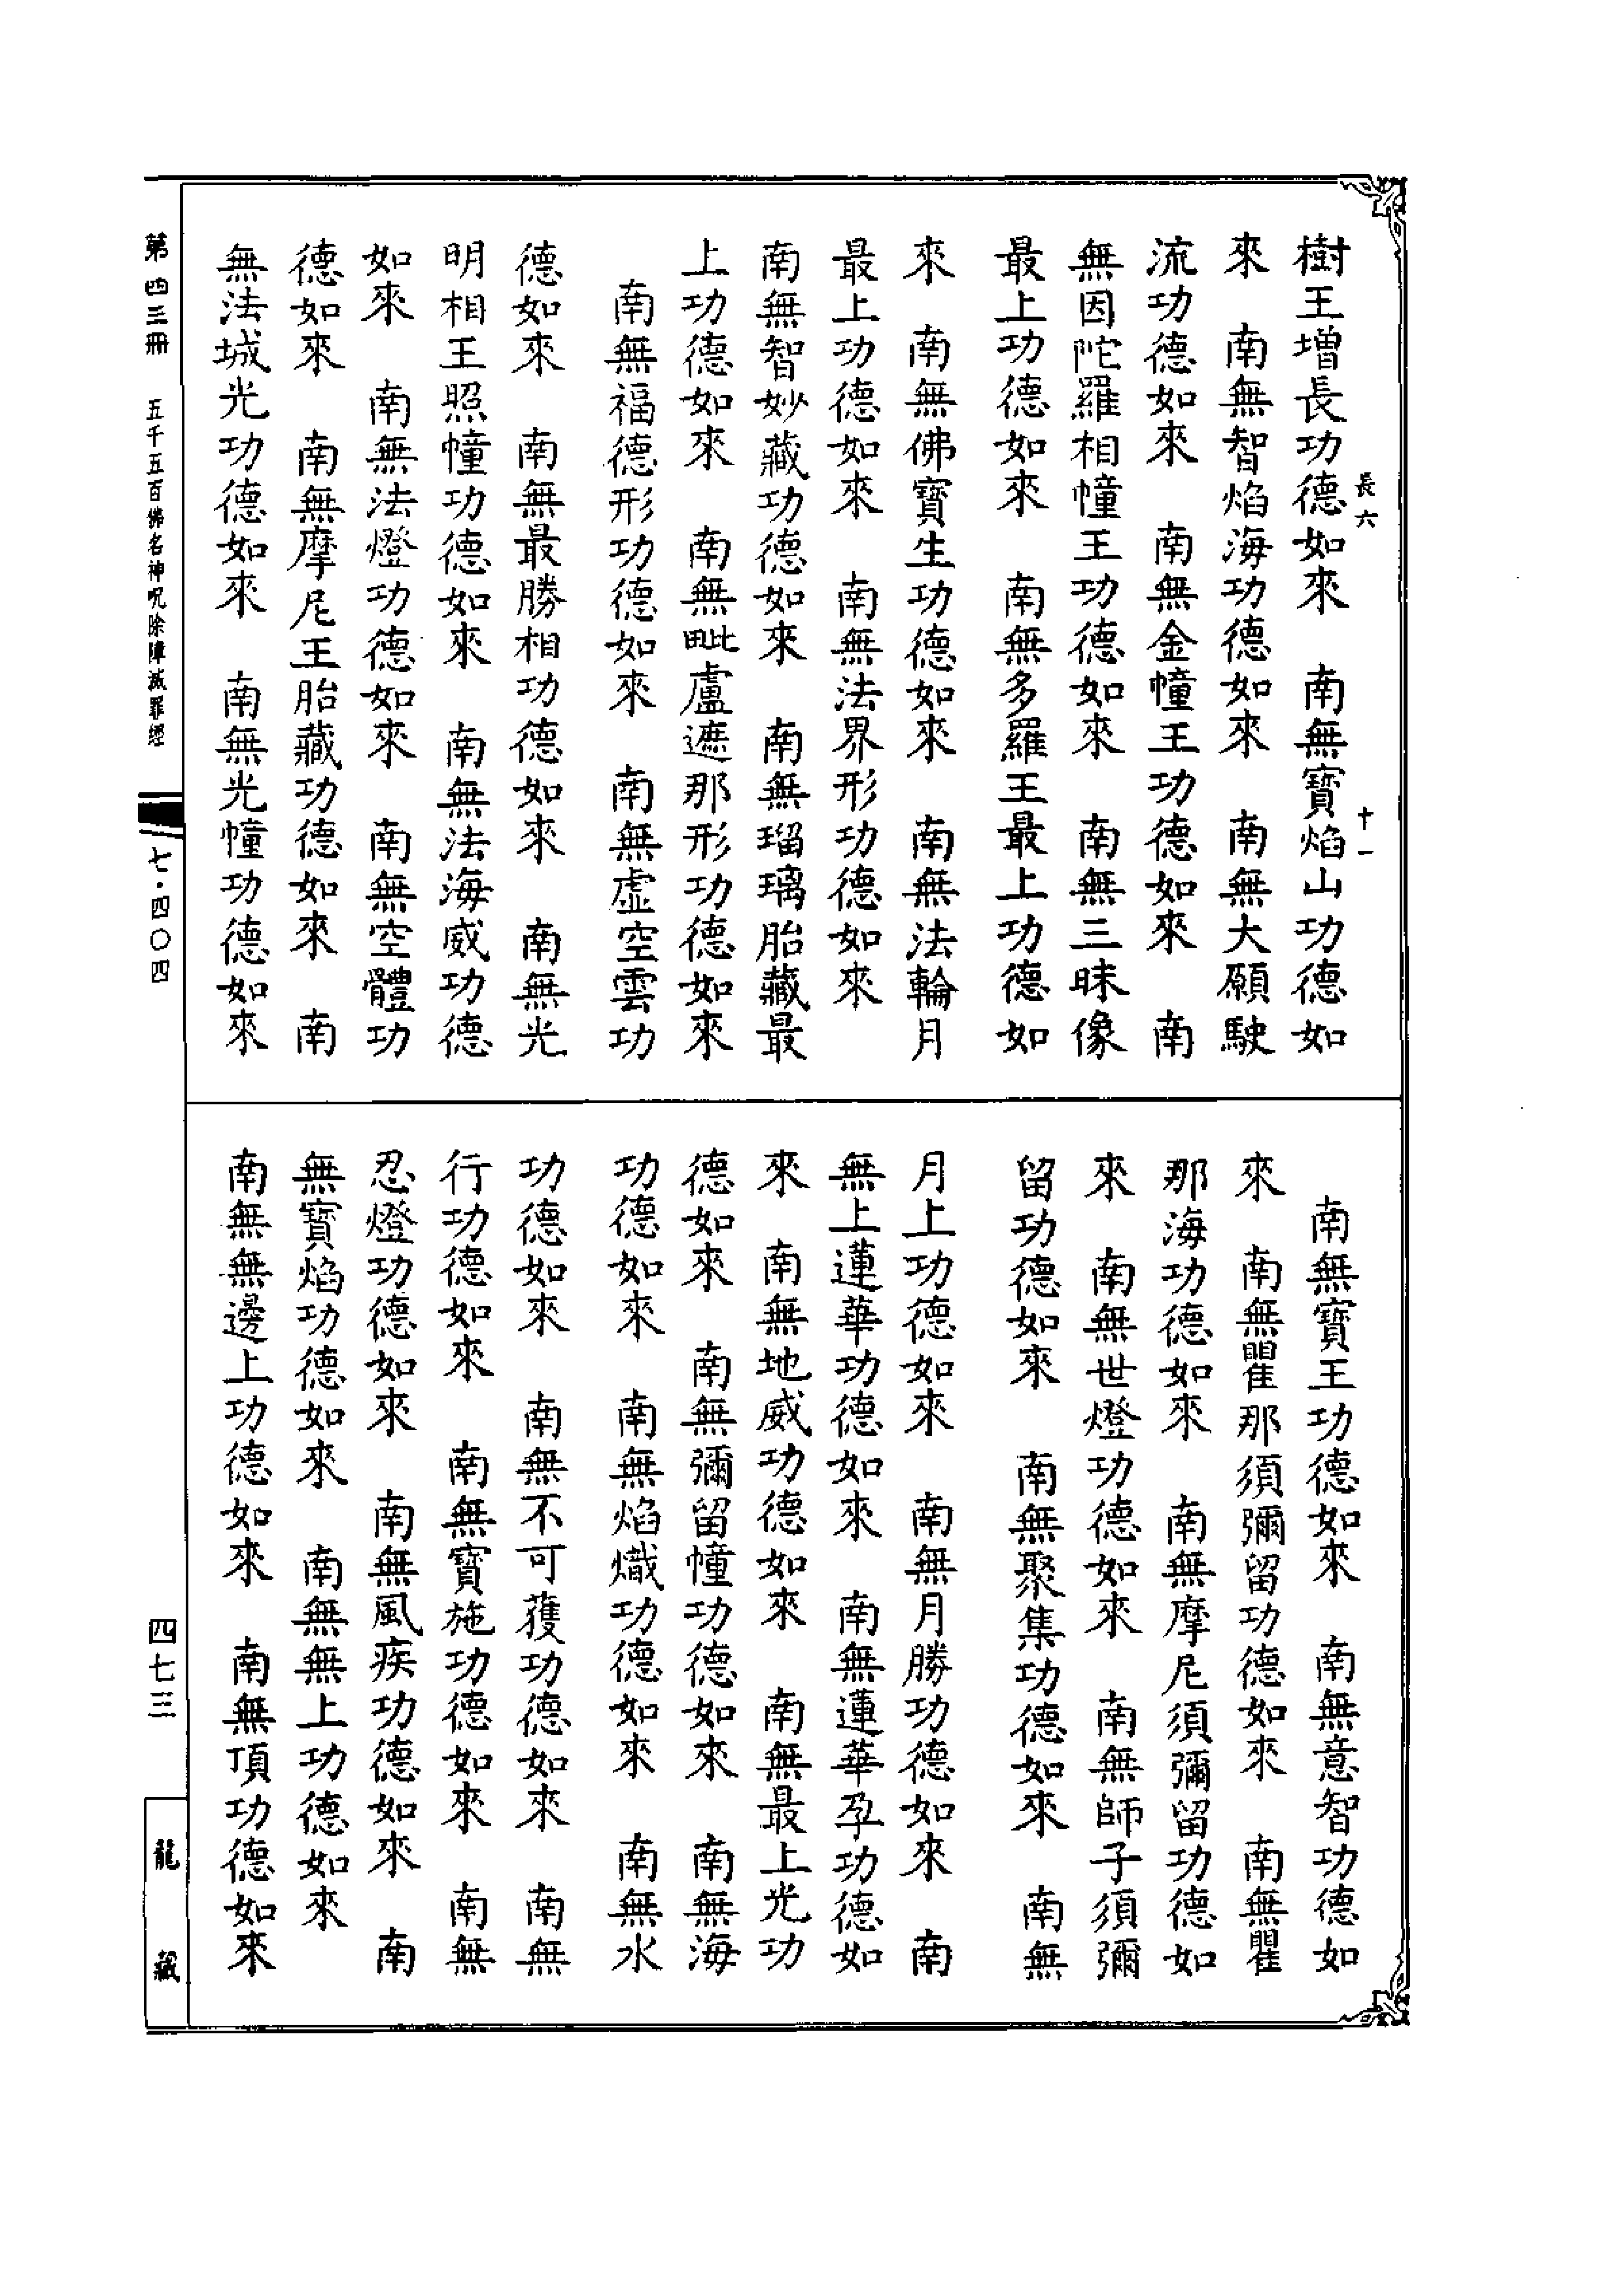 長六　十一
樹王增長功德如來　南無寶焰山功德如
來　南無智焰海功德如來　南無大願駛
流功德如來　南無金幢王功德如來　南
無因陀羅相幢王功德如來　南無三昧像
最上功德如來　南無多羅王最上功德如
來　南無佛寶生功德如來　南無法輪月
最上功德如來　南無法界形功德如來
南無智妙藏功德如來　南無瑠璃胎藏最
上功德如來　南無毗盧遮那形功德如來
南無福德形功德如來　南無虛空雲功
德如來　南無最勝相功德如來　南無光
明相王照幢功德如來　南無法海威功德
如來　南無法燈功德如來　南無空體功
德如來　南無摩尼王胎藏功德如來　南
無法城光功德如來　南無光幢功德如來
南無寶王功德如來　南無意智功德如
來　南無瞿那須彌留功德如來　南無瞿
那海功德如來　南無摩尼須彌留功德如
來　南無世燈功德如來　南無師子須彌
留功德如來　南無聚集功德如來　南無
月上功德如來　南無月勝功德如來　南
無上蓮華功德如來　南無蓮華孕功德如
來　南無地威功德如來　南無最上光功
德如來　南無彌留幢功德如來　南無海
功德如來　南無焰熾功德如來　南無水
功德如來　南無不可獲功德如來　南無
行功德如來　南無寶施功德如來　南無
忍燈功德如來　南無風疾功德如來　南
無寶焰功德如來　南無無上功德如來
南無無邊上功德如來　南無頂功德如來
第四三冊　五千五百佛名神呪除障滅罪經
七·四〇四
四七三
龍藏